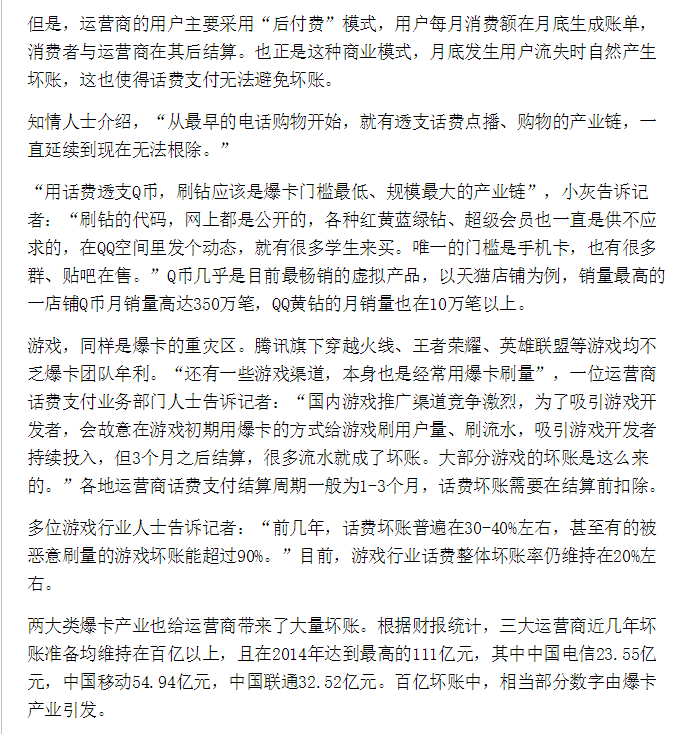 但是，运营商的用户主要采用“后付费”模式，用户每月消费额在月底生成账单，
消费者与运营商在其后结算。也正是这种商业模式，月底发生用户流失时自然产生
坏账，这也使得话费支付无法避免坏账。
知情人士介绍，“从最早的电话购物开始，就有透支话费点播、购物的产业链，一
直延续到现在无法根除。”
“用话费透支Q币，刷钻应该是爆卡门槛最低、规模最大的产业链”，小灰告诉记
者：“刷钻的代码，网上都是公开的，各种红黄蓝绿钻、超级会员也一直是供不应
求的，在QQ空间里发个动态，就有很多学生来买。唯一的门槛是手机卡，也有很多
群、贴吧在售。”Q币几乎是目前最畅销的虚拟产品，以天猫店铺为例，销量最高的
一店铺Q币月销量高达350万笔，QQ黄钻的月销量也在10万笔以上。
游戏，同样是爆卡的重灾区。腾讯旗下穿越火线、王者荣耀、英雄联盟等游戏均不
乏爆卡团队牟利。“还有一些游戏渠道，本身也是经常用爆卡刷量”，一位运营商
话费支付业务部门人士告诉记者：“国内游戏推广渠道竞争激烈，为了吸引游戏开
发者，会故意在游戏初期用爆卡的方式给游戏刷用户量、刷流水，吸引游戏开发者
持续投入，但3个月之后结算，很多流水就成了坏账。大部分游戏的坏账是这么来
的。”各地运营商话费支付结算周期一般为1-3个月，话费坏账需要在结算前扣除。
多位游戏行业人士告诉记者：“前几年，话费坏账普遍在30-40%左右，甚至有的被
恶意刷量的游戏坏账能超过90%。”目前，游戏行业话费整体坏账率仍维持在20%左
右。
两大类爆卡产业也给运营商带来了大量坏账。根据财报统计，三大运营商近几年坏
账准备均维持在百亿以上，且在2014年达到最高的111亿元，其中中国电信23.55亿
元，中国移动54.94亿元，中国联通32.52亿元。百亿坏账中，相当部分数字由爆卡
产业引发。